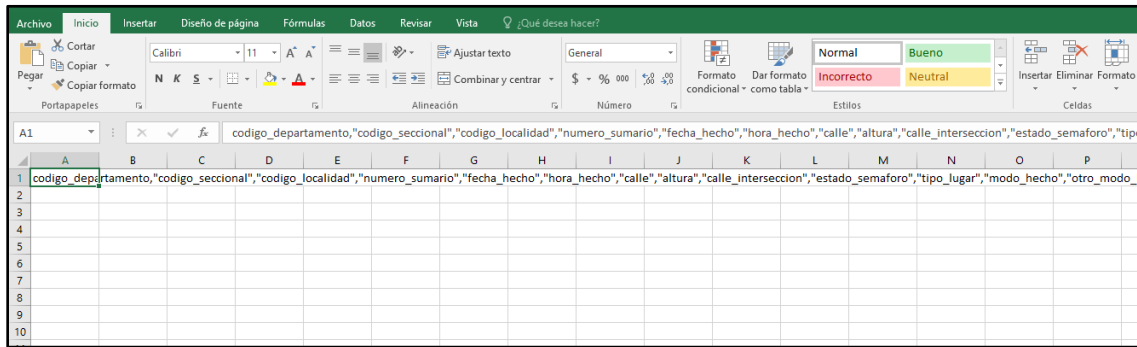 Archivo Inicio Insertar Diseño de página Fórmulas Datos Revisar Vista ¿Qué desea hacer?
Cortar
Copiar
Copiar formato
Pegar
Portapapeles
Calibri 11
N K S
Fuente
Ajustar texto
Combinar y centrar
Alineación
General
$ % 000
Número
Formato condicional
Dar formato como tabla
Normal Bueno
Incorrecto Neutral
Estilos
Insertar Eliminar Formato
Celdas
A1 fx codigo_departamento,"codigo_seccional","codigo_localidad","numero_sumario","fecha_hecho","hora_hecho","calle","altura","calle_interseccion","estado_semaforo","tip
A B C D E F G H I J K L M N O P
1 codigo_departamento,"codigo_seccional","codigo_localidad","numero_sumario","fecha_hecho","hora_hecho","calle","altura","calle_interseccion","estado_semaforo","tipo_lugar","modo_hecho","otro_modo_
2
3
4
5
6
7
8
9
10